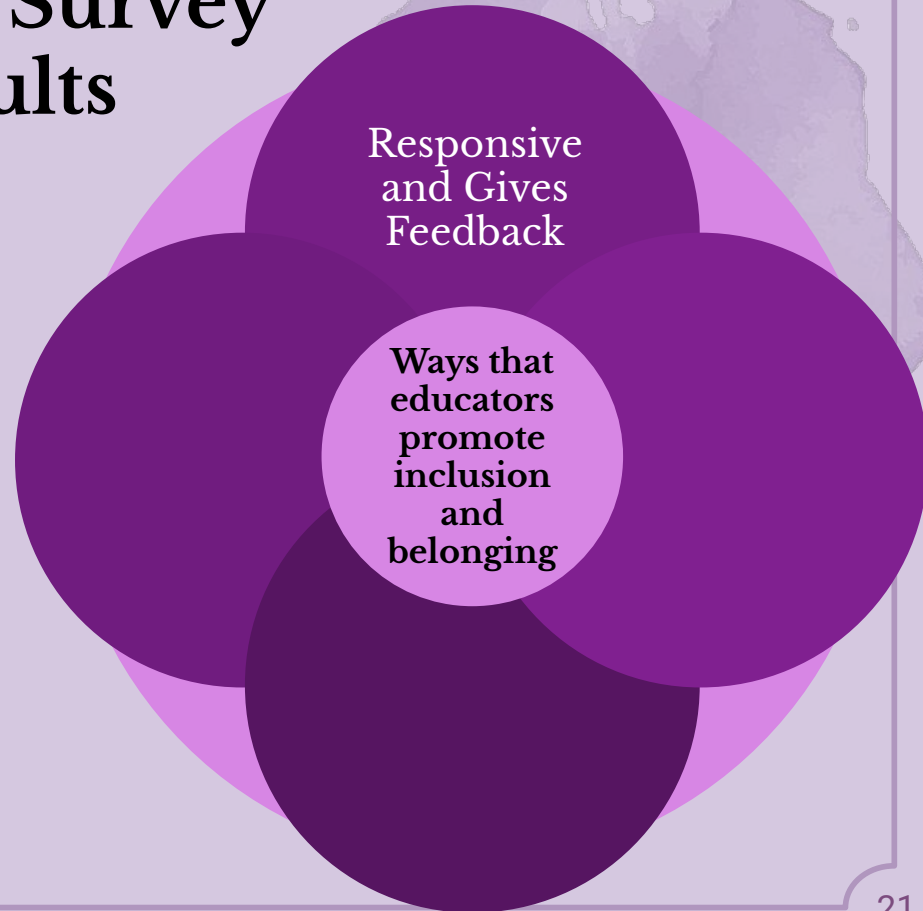 Survey
ults
Responsive
and Gives
Feedback
Ways that
educators
promote
inclusion
and
belonging
21